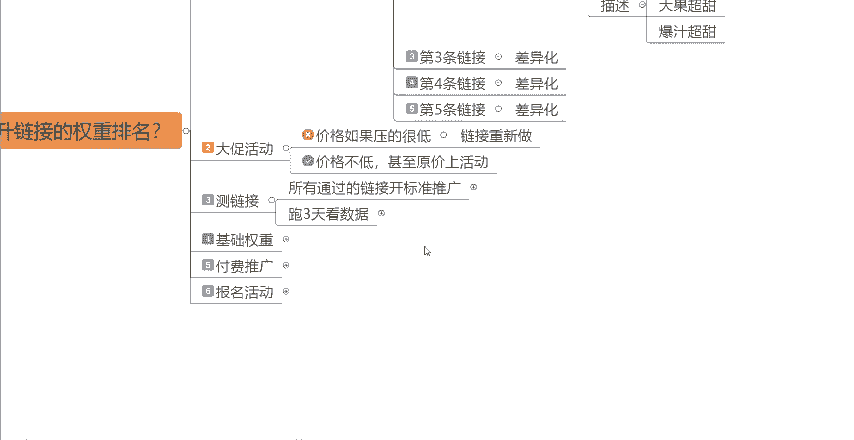 描述
大果超甜
爆汁超甜
3 第3条链接
差异化
4 第4条链接
差异化
5 第5条链接
差异化
升链接的权重排名？
2 大促活动
价格如果压的很低
链接重新做
价格不低，甚至原价上活动
3 测链接
所有通过的链接开标准推广
跑3天看数据
4 基础权重
5 付费推广
6 报名活动